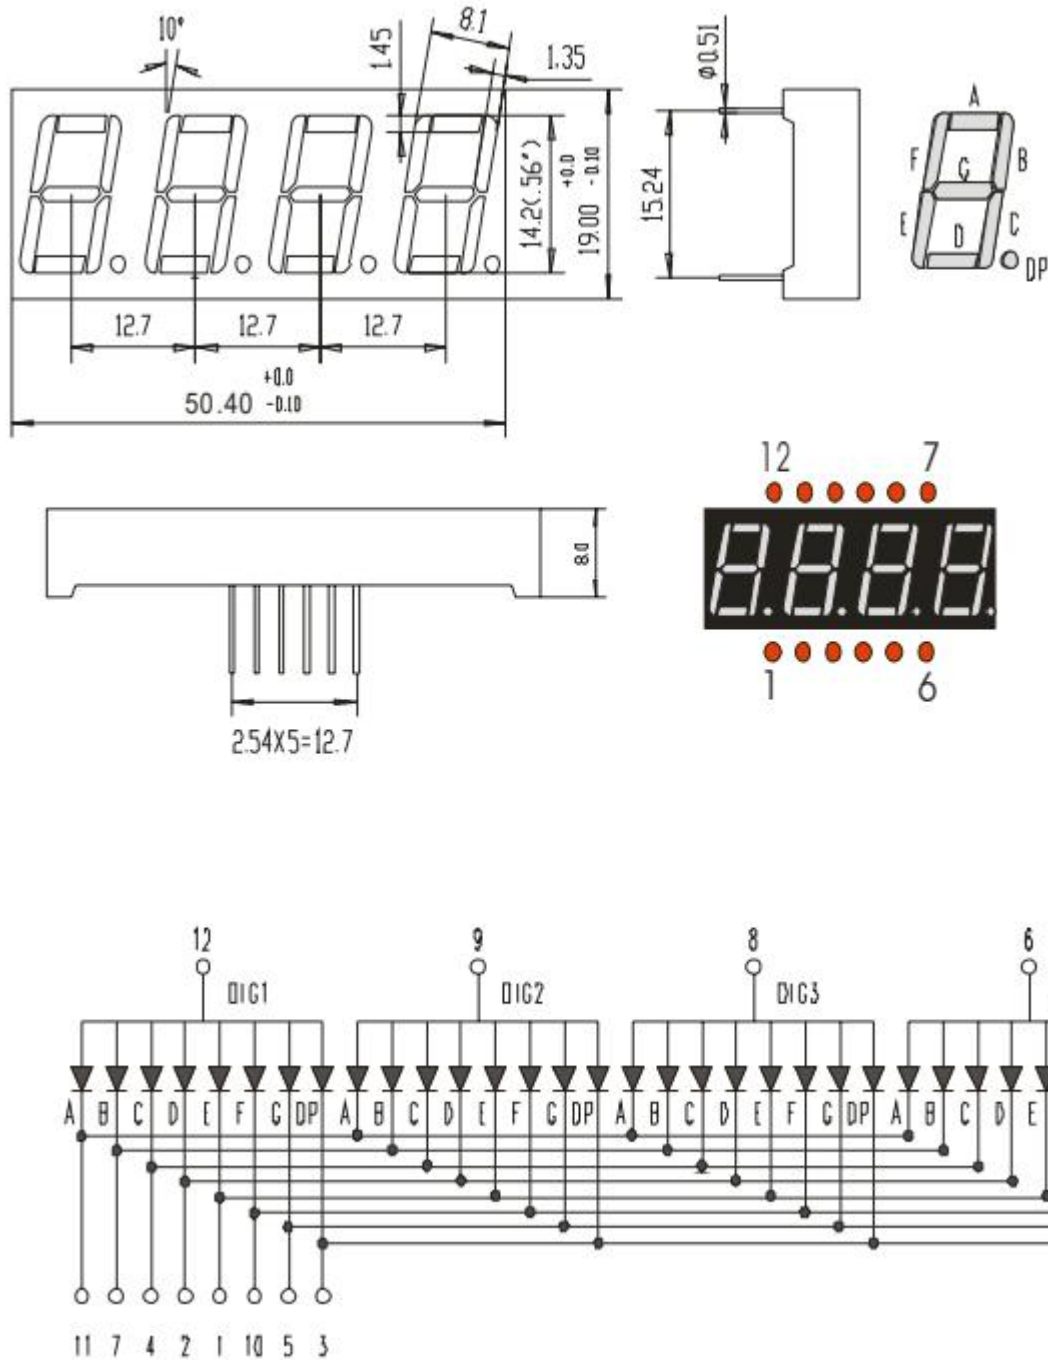 10°
1.45
8.1
1.35
14.2(.56")
19.00 +0.0 -0.10
12.7 12.7 12.7
50.40 +0.0 -0.10
Φ0.51
15.24
A
F B
G
E D C
DP
8.0
2.54X5=12.7
12 7
1 6
12 9 8 6
DIG1 DIG2 DIG3
A B C D E F G DP A B C D E F G DP A B C D E F G DP A B C D E
11 7 4 2 1 10 5 3